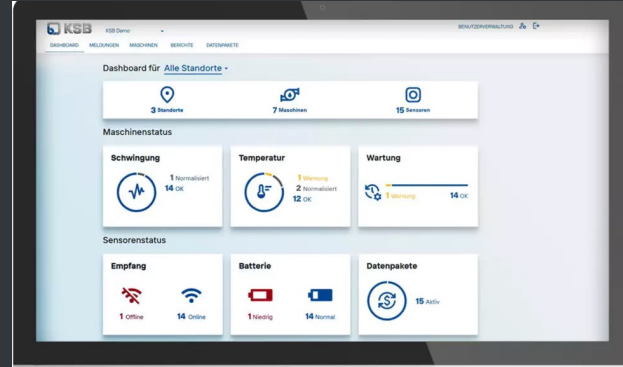 KSB
KSB Demo
BENUTZERVERWALTUNG
DASHBOARD MELDUNGEN MASCHINEN BERICHTE DATENPAKETE
Dashboard für Alle Standorte
3 Standorte 7 Maschinen 15 Sensoren
Maschinenstatus
Schwingung
1 Normalisiert
14 OK
Temperatur
1 Warnung
2 Normalisiert
12 OK
Wartung
1 Warnung 14 OK
Sensorenstatus
Empfang
1 Offline 14 Online
Batterie
1 Niedrig 14 Normal
Datenpakete
15 Aktiv